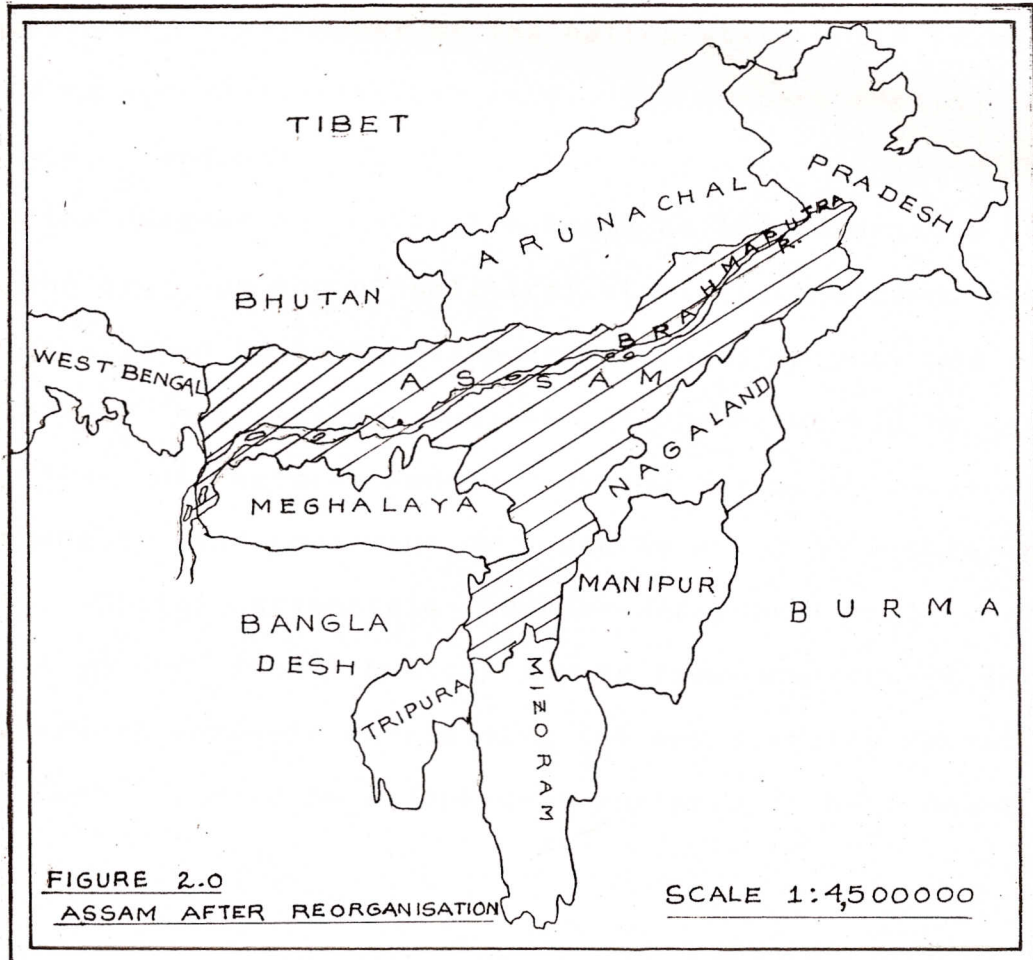 TIBET
ARUNACHAL
PRADESH
BRAHMAPUTRA
R.
BHUTAN
WEST BENGAL
ASSAM
NAGALAND
MEGHALAYA
MANIPUR
BURMA
BANGLA
DESH
TRIPURA
MIZORAM
FIGURE 2.0
ASSAM AFTER REORGANISATION
SCALE 1:4,500000